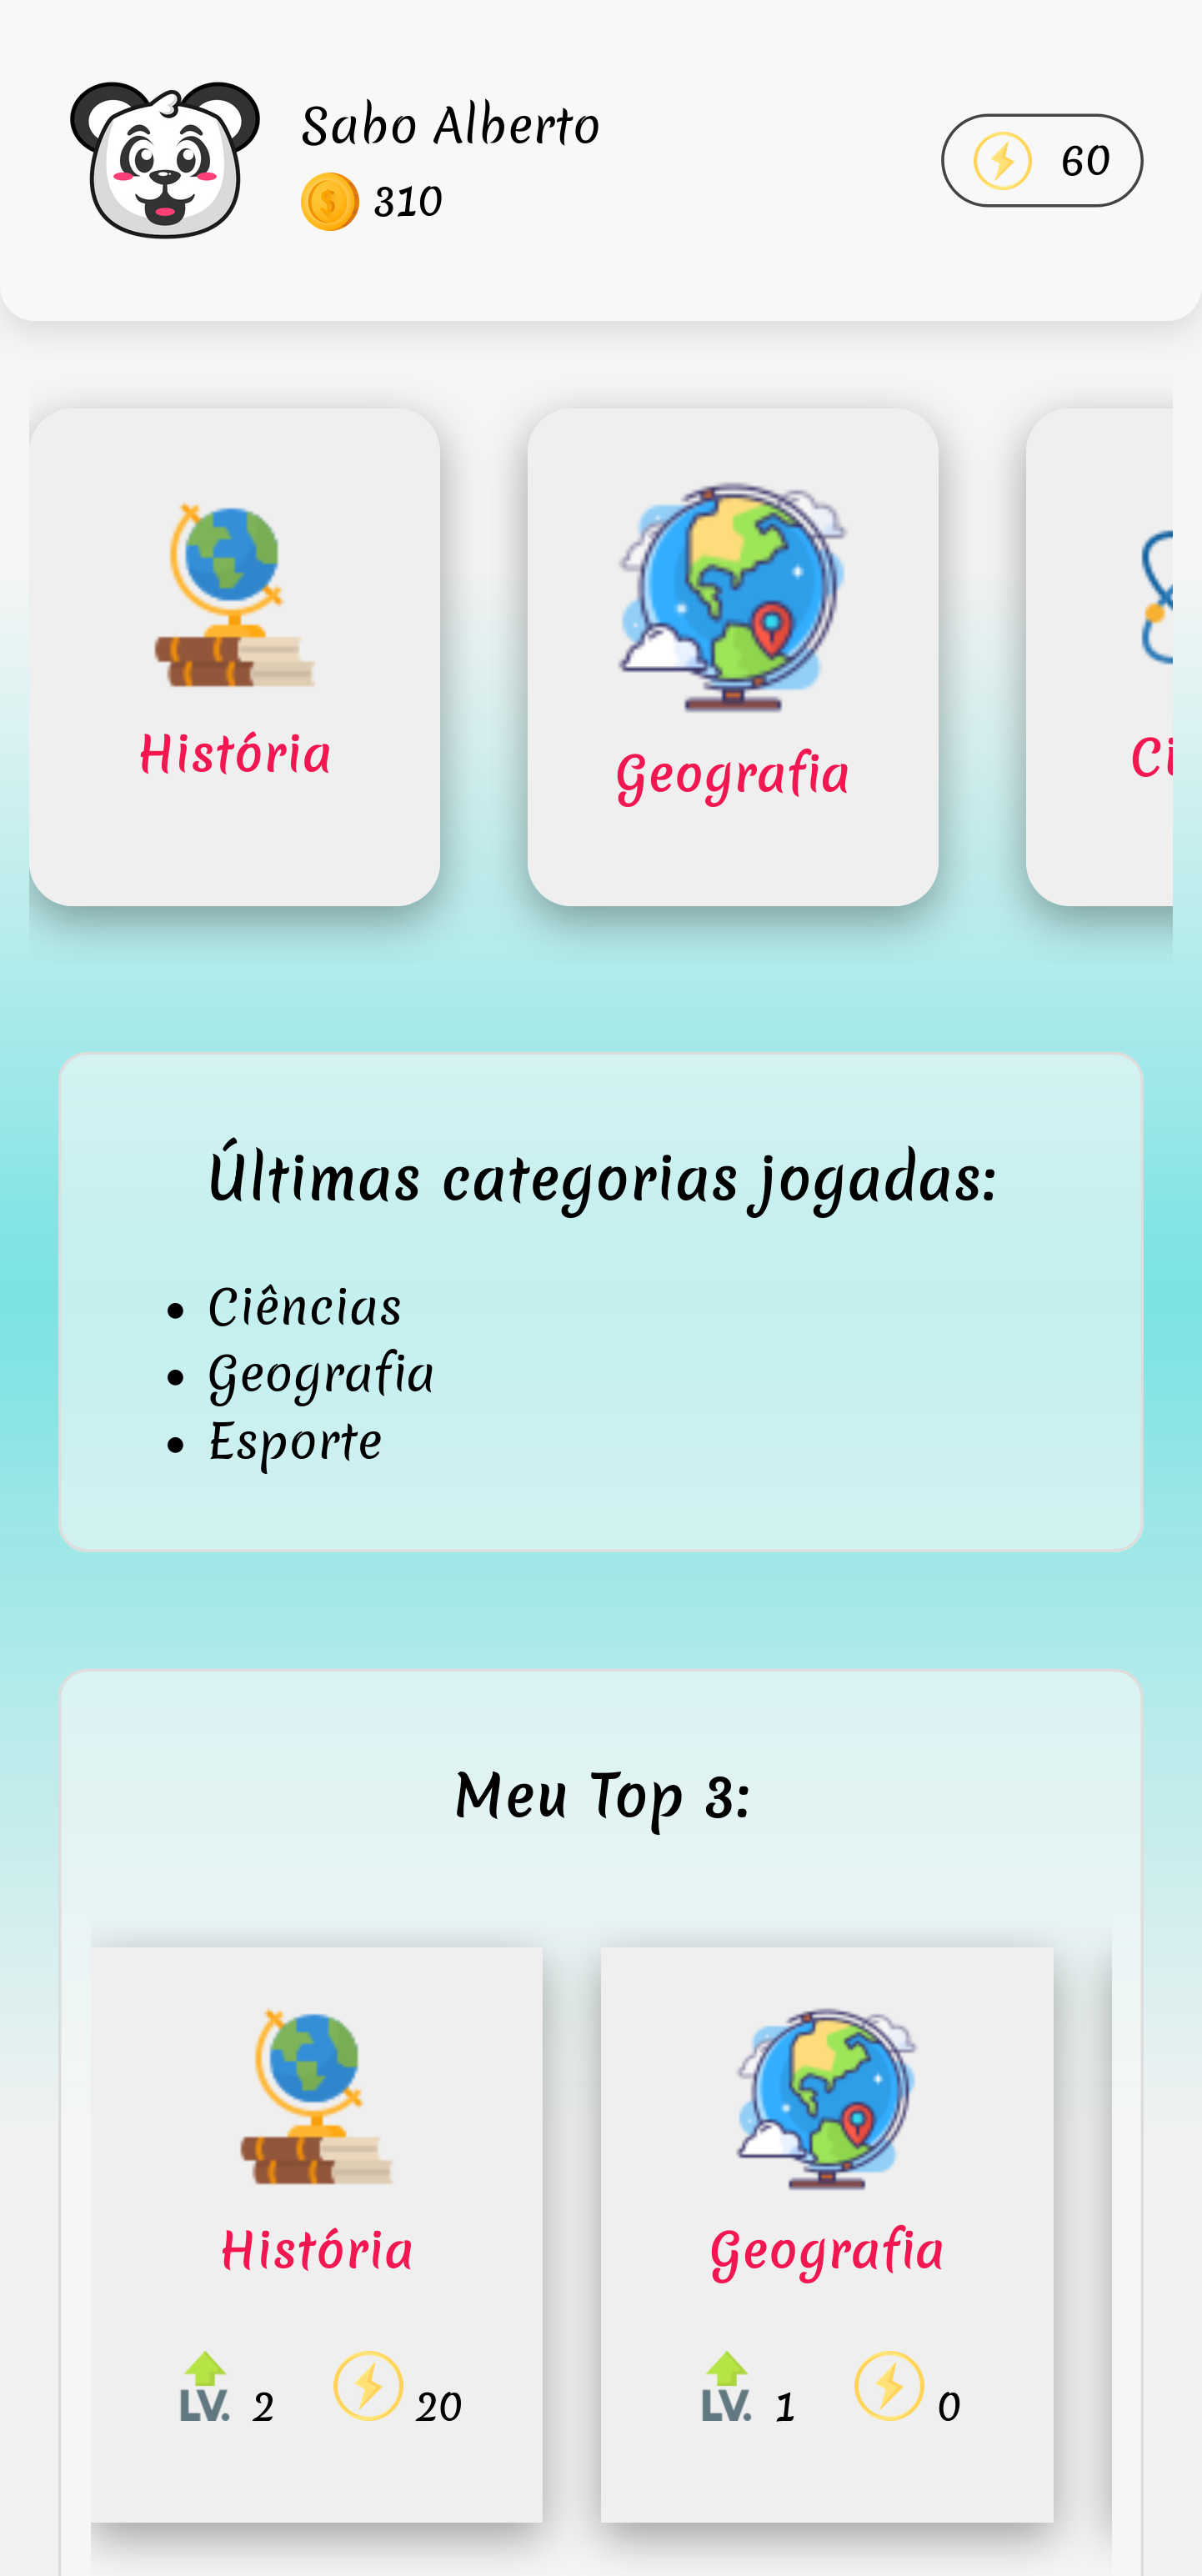 Sabo Alberto
310
60
História
Geografia
Ci
Últimas categorias jogadas:
• Ciências
• Geografia
• Esporte
Meu Top 3:
História
Geografia
LV. 2 20
LV. 1 0